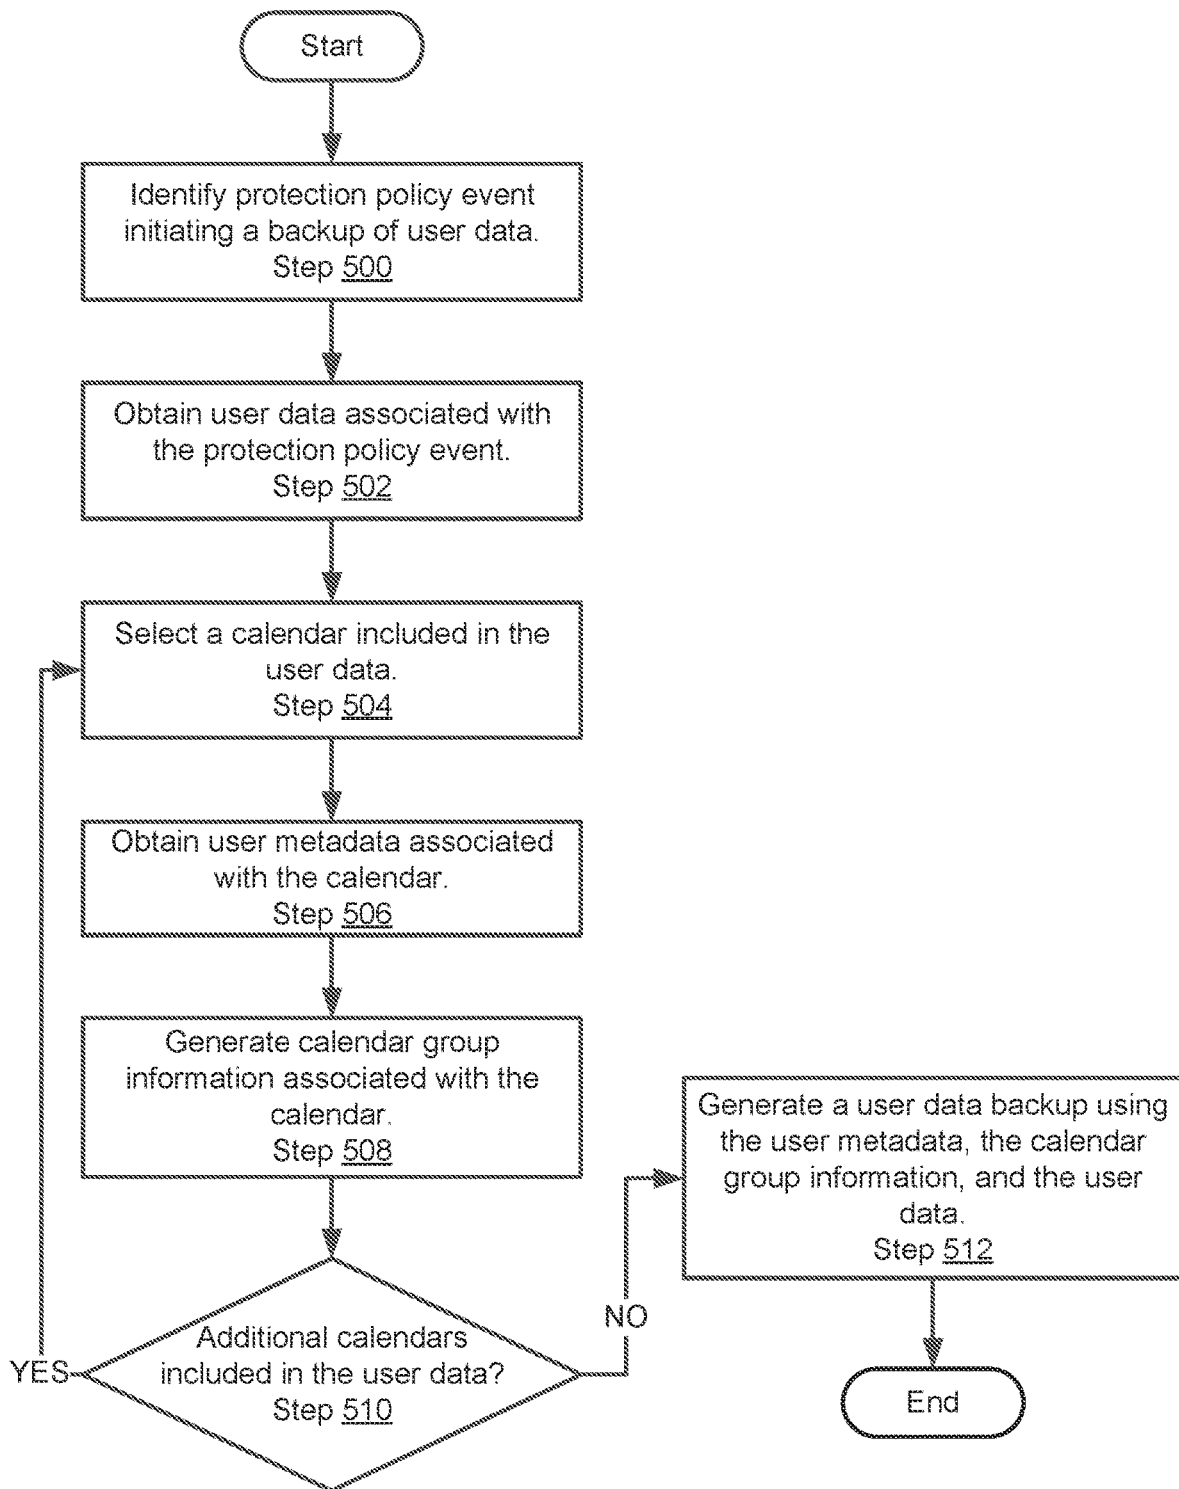 Start
Identify protection policy event
initiating a backup of user data.
Step 500
Obtain user data associated with
the protection policy event.
Step 502
Select a calendar included in the
user data.
Step 504
Obtain user metadata associated
with the calendar.
Step 506
Generate calendar group
information associated with the
calendar.
Step 508
Additional calendars
included in the user data?
Step 510
YES
NO
Generate a user data backup using
the user metadata, the calendar
group information, and the user
data.
Step 512
End